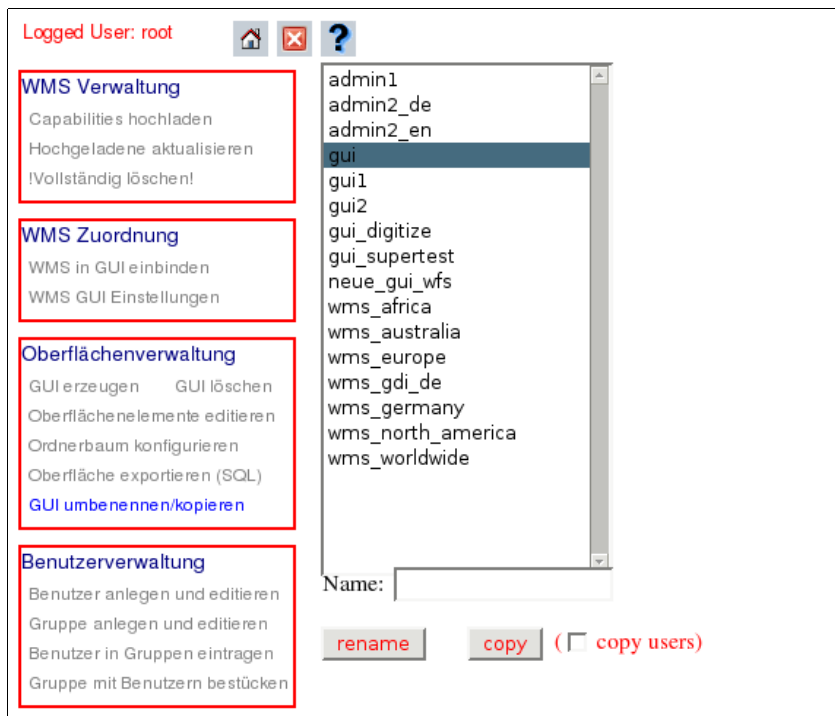 Logged User: root
?
WMS Verwaltung
Capabilities hochladen
Hochgeladene aktualisieren
!Vollständig löschen!
WMS Zuordnung
WMS in GUI einbinden
WMS GUI Einstellungen
Oberflächenverwaltung
GUI erzeugen GUI löschen
Oberflächenelemente editieren
Ordnerbaum konfigurieren
Oberfläche exportieren (SQL)
GUI umbenennen/kopieren
Benutzerverwaltung
Benutzer anlegen und editieren
Gruppe anlegen und editieren
Benutzer in Gruppen eintragen
Gruppe mit Benutzern bestücken
admin1
admin2_de
admin2_en
gui
gui1
gui2
gui_digitize
gui_supertest
neue_gui_wfs
wms_africa
wms_australia
wms_europe
wms_gdi_de
wms_germany
wms_north_america
wms_worldwide
Name:
rename copy ( copy users)